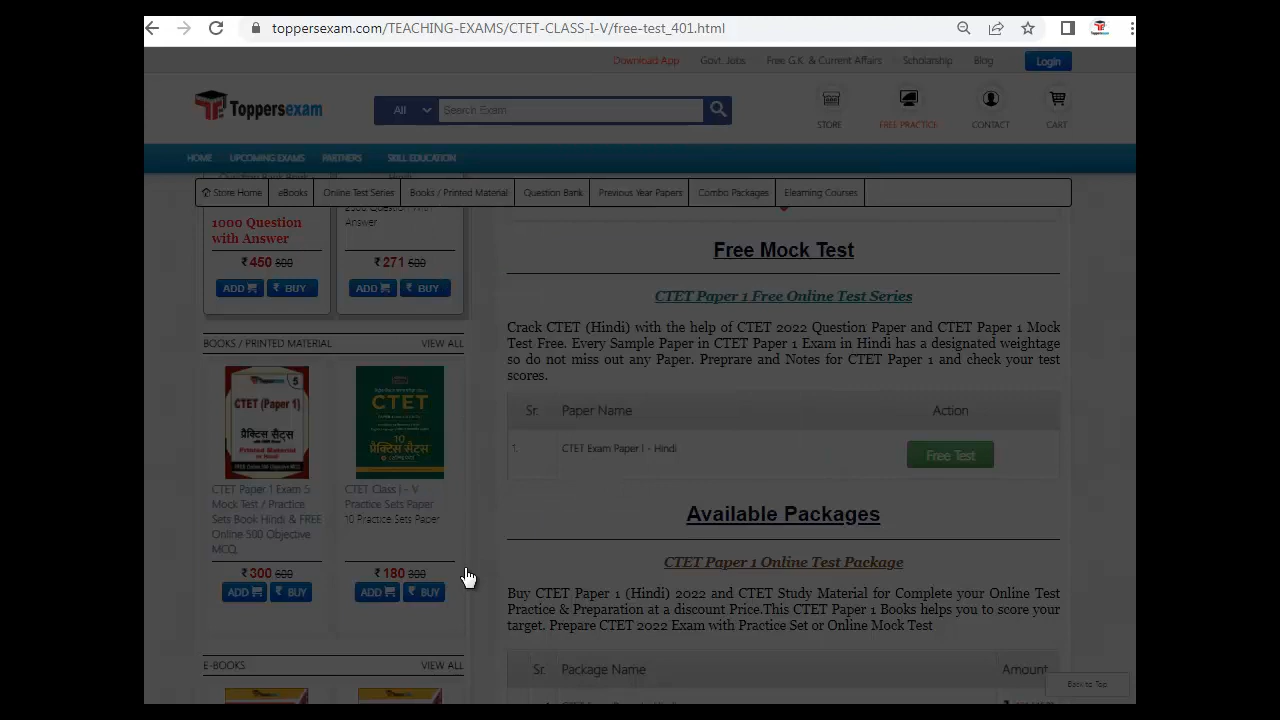 toppersexam.com/TEACHING-EXAMS/CTET-CLASS-I-V/free-test_401.html
Download App Govt. Jobs Free G.K. & Current Affairs Scholarship Blog Login
Toppersexam
All Search Exam
STORE FREE PRACTICE CONTACT CART
HOME UPCOMING EXAMS PARTNERS SKILL EDUCATION
Store Home eBooks Online Test Series Books / Printed Material Question Bank Previous Year Papers Combo Packages Elearning Courses
1000 Question
with Answer
₹ 450 600
ADD ₹ BUY
Answer
₹ 271 500
ADD ₹ BUY
BOOKS / PRINTED MATERIAL VIEW ALL
Toppersexam 5
CTET (Paper 1)
प्रैक्टिस सैट्स
CTET
10
प्रैक्टिस सैट्स
CTET Paper 1 Exam 5
Mock Test / Practice
Sets Book Hindi & FREE
Online 500 Objective
MCQ
₹ 300 600
ADD ₹ BUY
CTET Class I - V
Practice Sets Paper
10 Practice Sets Paper
₹ 180 300
ADD ₹ BUY
E-BOOKS VIEW ALL
Free Mock Test
CTET Paper 1 Free Online Test Series
Crack CTET (Hindi) with the help of CTET 2022 Question Paper and CTET Paper 1 Mock
Test Free. Every Sample Paper in CTET Paper 1 Exam in Hindi has a designated weightage
so do not miss out any Paper. Preprare and Notes for CTET Paper 1 and check your test
scores.
Sr. Paper Name Action
1. CTET Exam Paper I - Hindi Free Test
Available Packages
CTET Paper 1 Online Test Package
Buy CTET Paper 1 (Hindi) 2022 and CTET Study Material for Complete your Online Test
Practice & Preparation at a discount Price.This CTET Paper 1 Books helps you to score your
target. Prepare CTET 2022 Exam with Practice Set or Online Mock Test
Sr. Package Name Amount
Back to Top